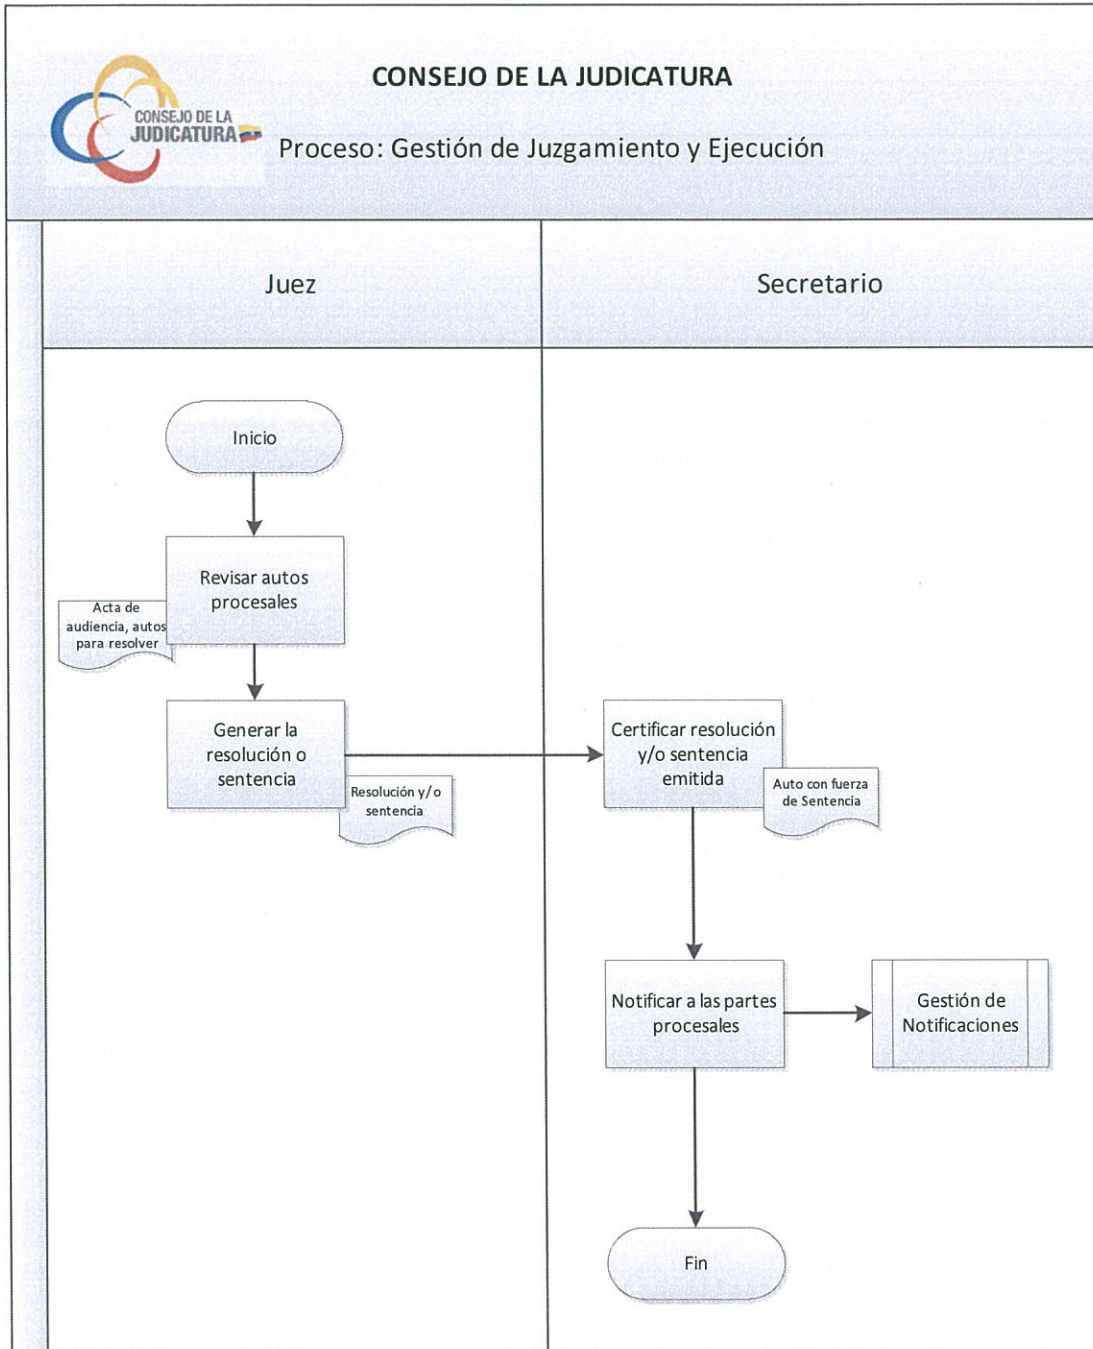 CONSEJO DE LA JUDICATURA
CONSEJO DE LA
JUDICATURA
Proceso: Gestión de Juzgamiento y Ejecución
Juez
Secretario
Inicio
Revisar autos
procesales
Acta de
audiencia, autos
para resolver
Generar la
resolución o
sentencia
Resolución y/o
sentencia
Certificar resolución
y/o sentencia
emitida
Auto con fuerza
de Sentencia
Notificar a las partes
procesales
Gestión de
Notificaciones
Fin